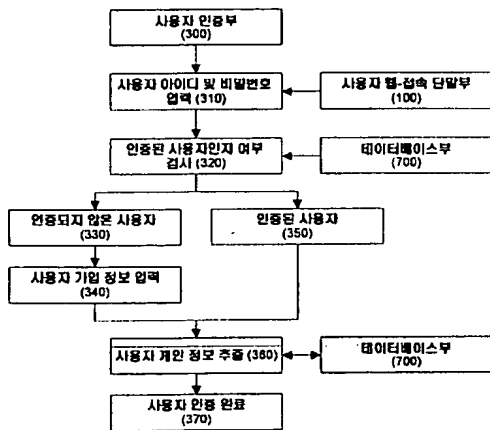 사용자 인증부
(300)
사용자 아이디 및 비밀번호
입력 (310)
사용자 웹-접속 단말부
(100)
인증된 사용자인지 여부
검사 (320)
데이터베이스부
(700)
인증되지 않은 사용자
(330)
인증된 사용자
(350)
사용자 가입 정보 입력
(340)
사용자 개인 정보 추출 (360)
데이터베이스부
(700)
사용자 인증 완료
(370)